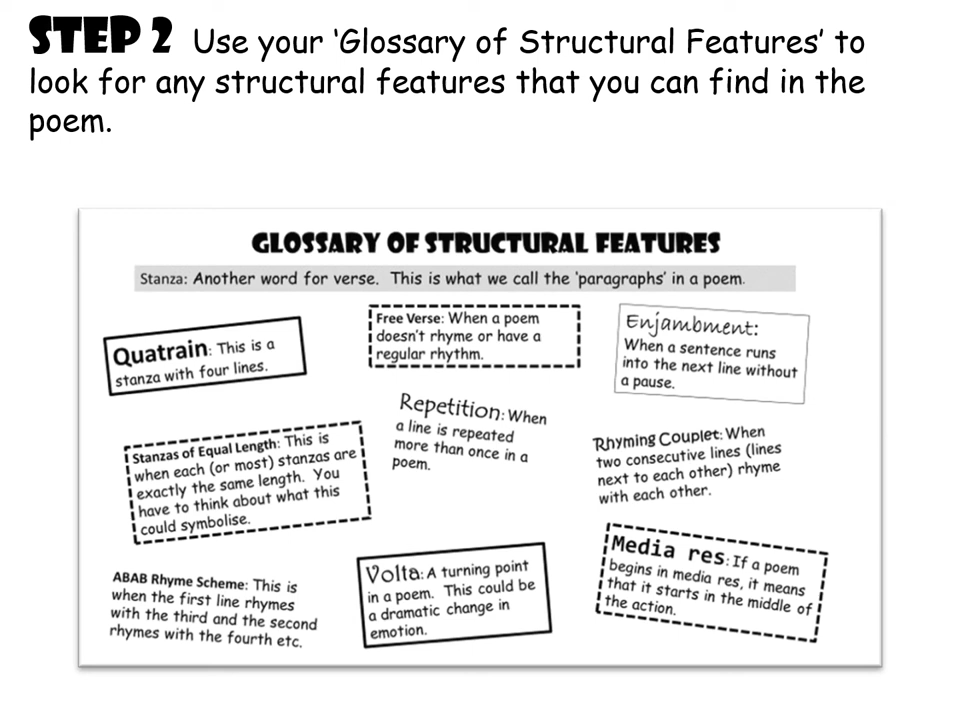 STEP 2 Use your ‘Glossary of Structural Features’ to
look for any structural features that you can find in the
poem.
GLOSSARY OF STRUCTURAL FEATURES
Stanza: Another word for verse. This is what we call the ‘paragraphs’ in a poem.
Quatrain: This is a
stanza with four lines.
Free Verse: When a poem
doesn’t rhyme or have a
regular rhythm.
Enjambment:
When a sentence runs
into the next line without
a pause.
Stanzas of Equal Length: This is
when each (or most) stanzas are
exactly the same length. You
have to think about what this
could symbolise.
Repetition: When
a line is repeated
more than once in a
poem.
Rhyming Couplet: When
two consecutive lines (lines
next to each other) rhyme
with each other.
ABAB Rhyme Scheme: This is
when the first line rhymes
with the third and the second
rhymes with the fourth etc.
Volta: A turning point
in a poem. This could be
a dramatic change in
emotion.
Media res: If a poem
begins in media res, it means
that it starts in the middle of
the action.